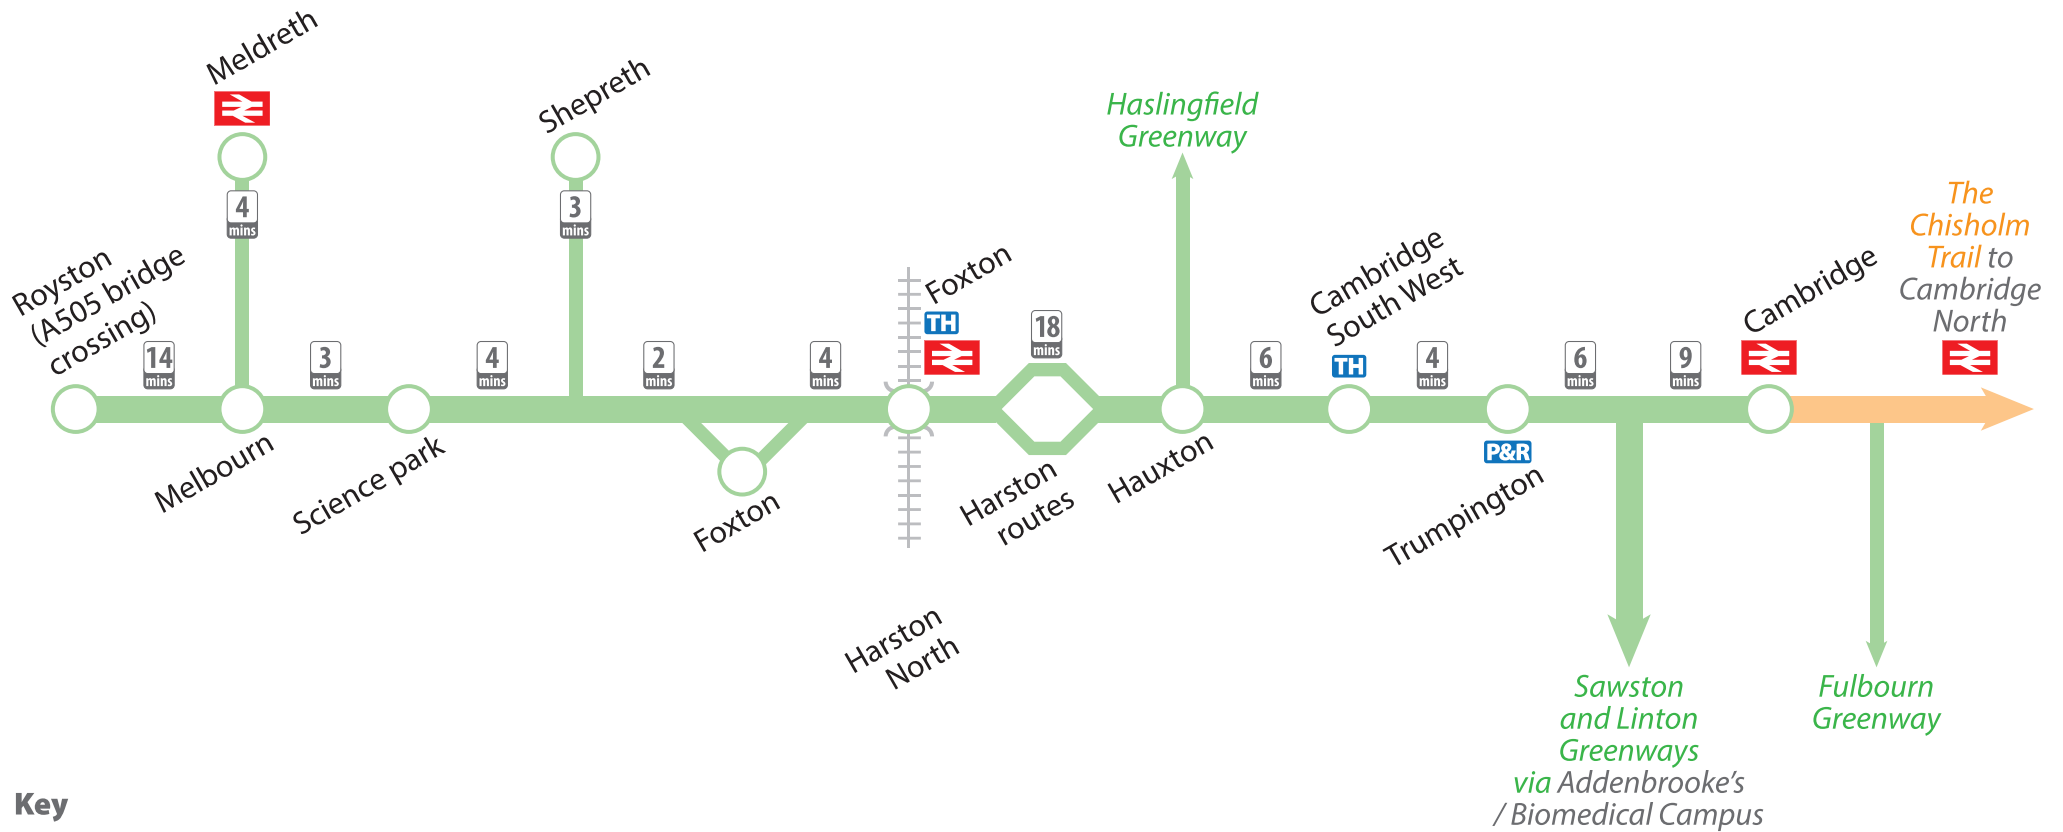 Meldreth
Shepreth
Haslingfield
Greenway
4
mins
3
mins
Royston
(A505 bridge
crossing)
Foxton
TH
Cambridge
South West
TH
Cambridge
The
Chisholm
Trail to
Cambridge
North
14
mins
3
mins
4
mins
2
mins
4
mins
18
mins
6
mins
4
mins
6
mins
9
mins
Melbourn
Science park
Foxton
Harston
routes
Hauxton
P&R
Trumpington
Harston
North
Sawston
and Linton
Greenways
via Addenbrooke's
/ Biomedical Campus
Fulbourn
Greenway
Key